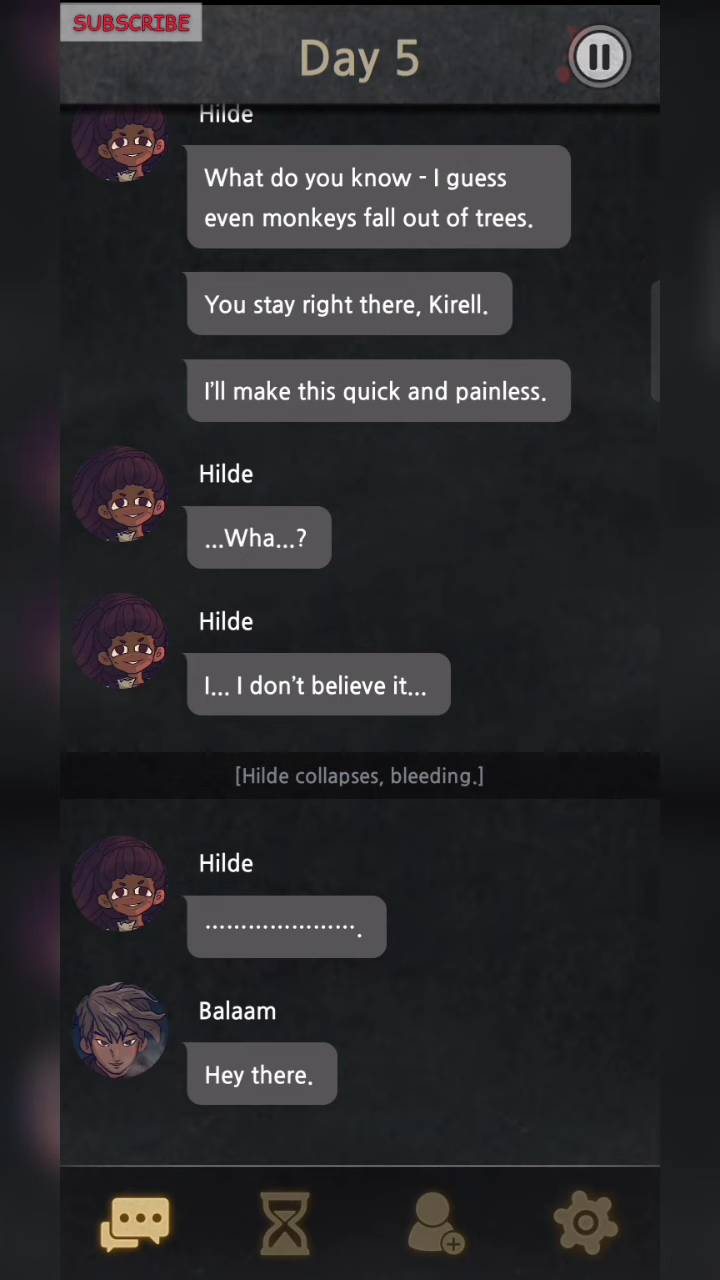 SUBSCRIBE
Day 5
Hilde
What do you know - I guess
even monkeys fall out of trees.
You stay right there, Kirell.
I'll make this quick and painless.
Hilde
...Wha...?
Hilde
I... I don't believe it...
[Hilde collapses, bleeding.]
Hilde
………………….
Balaam
Hey there.